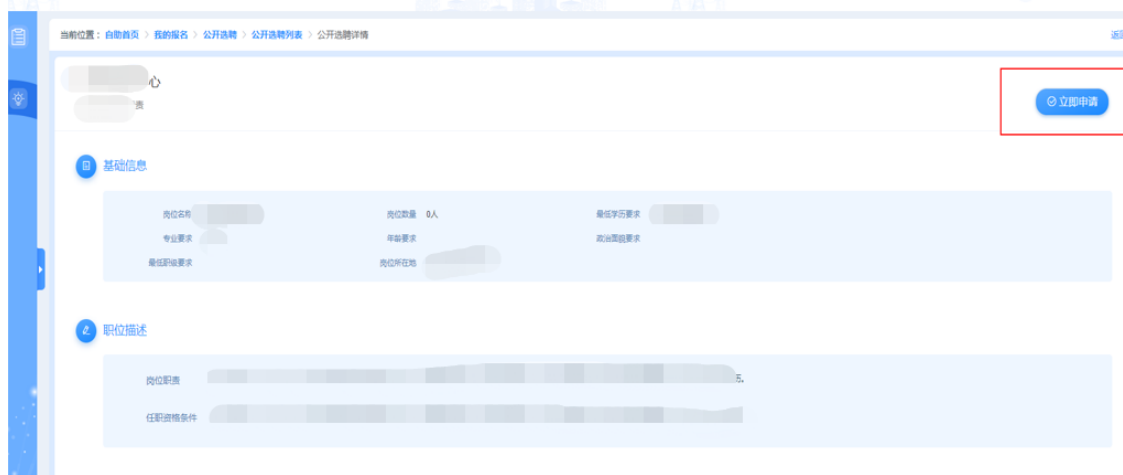 当前位置：自助首页 > 我的报名 > 公开选聘 > 公开选聘列表 > 公开选聘详情 返回
心
责
立即申请
基础信息
岗位名称 岗位数量 0人 最低学历要求
专业要求 年龄要求 政治面貌要求
最低职级要求 岗位所在地
职位描述
岗位职责
任职资格条件